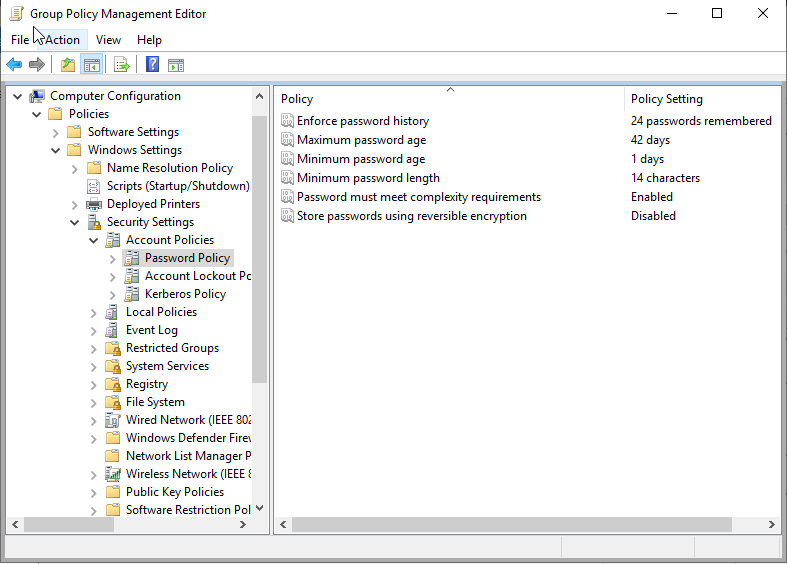 Group Policy Management Editor
File Action View Help
Computer Configuration
Policies
Software Settings
Windows Settings
Name Resolution Policy
Scripts (Startup/Shutdown)
Deployed Printers
Security Settings
Account Policies
Password Policy
Account Lockout Po
Kerberos Policy
Local Policies
Event Log
Restricted Groups
System Services
Registry
File System
Wired Network (IEEE 802
Windows Defender Firew
Network List Manager P
Wireless Network (IEEE 8
Public Key Policies
Software Restriction Pol
Policy Policy Setting
Enforce password history 24 passwords remembered
Maximum password age 42 days
Minimum password age 1 days
Minimum password length 14 characters
Password must meet complexity requirements Enabled
Store passwords using reversible encryption Disabled